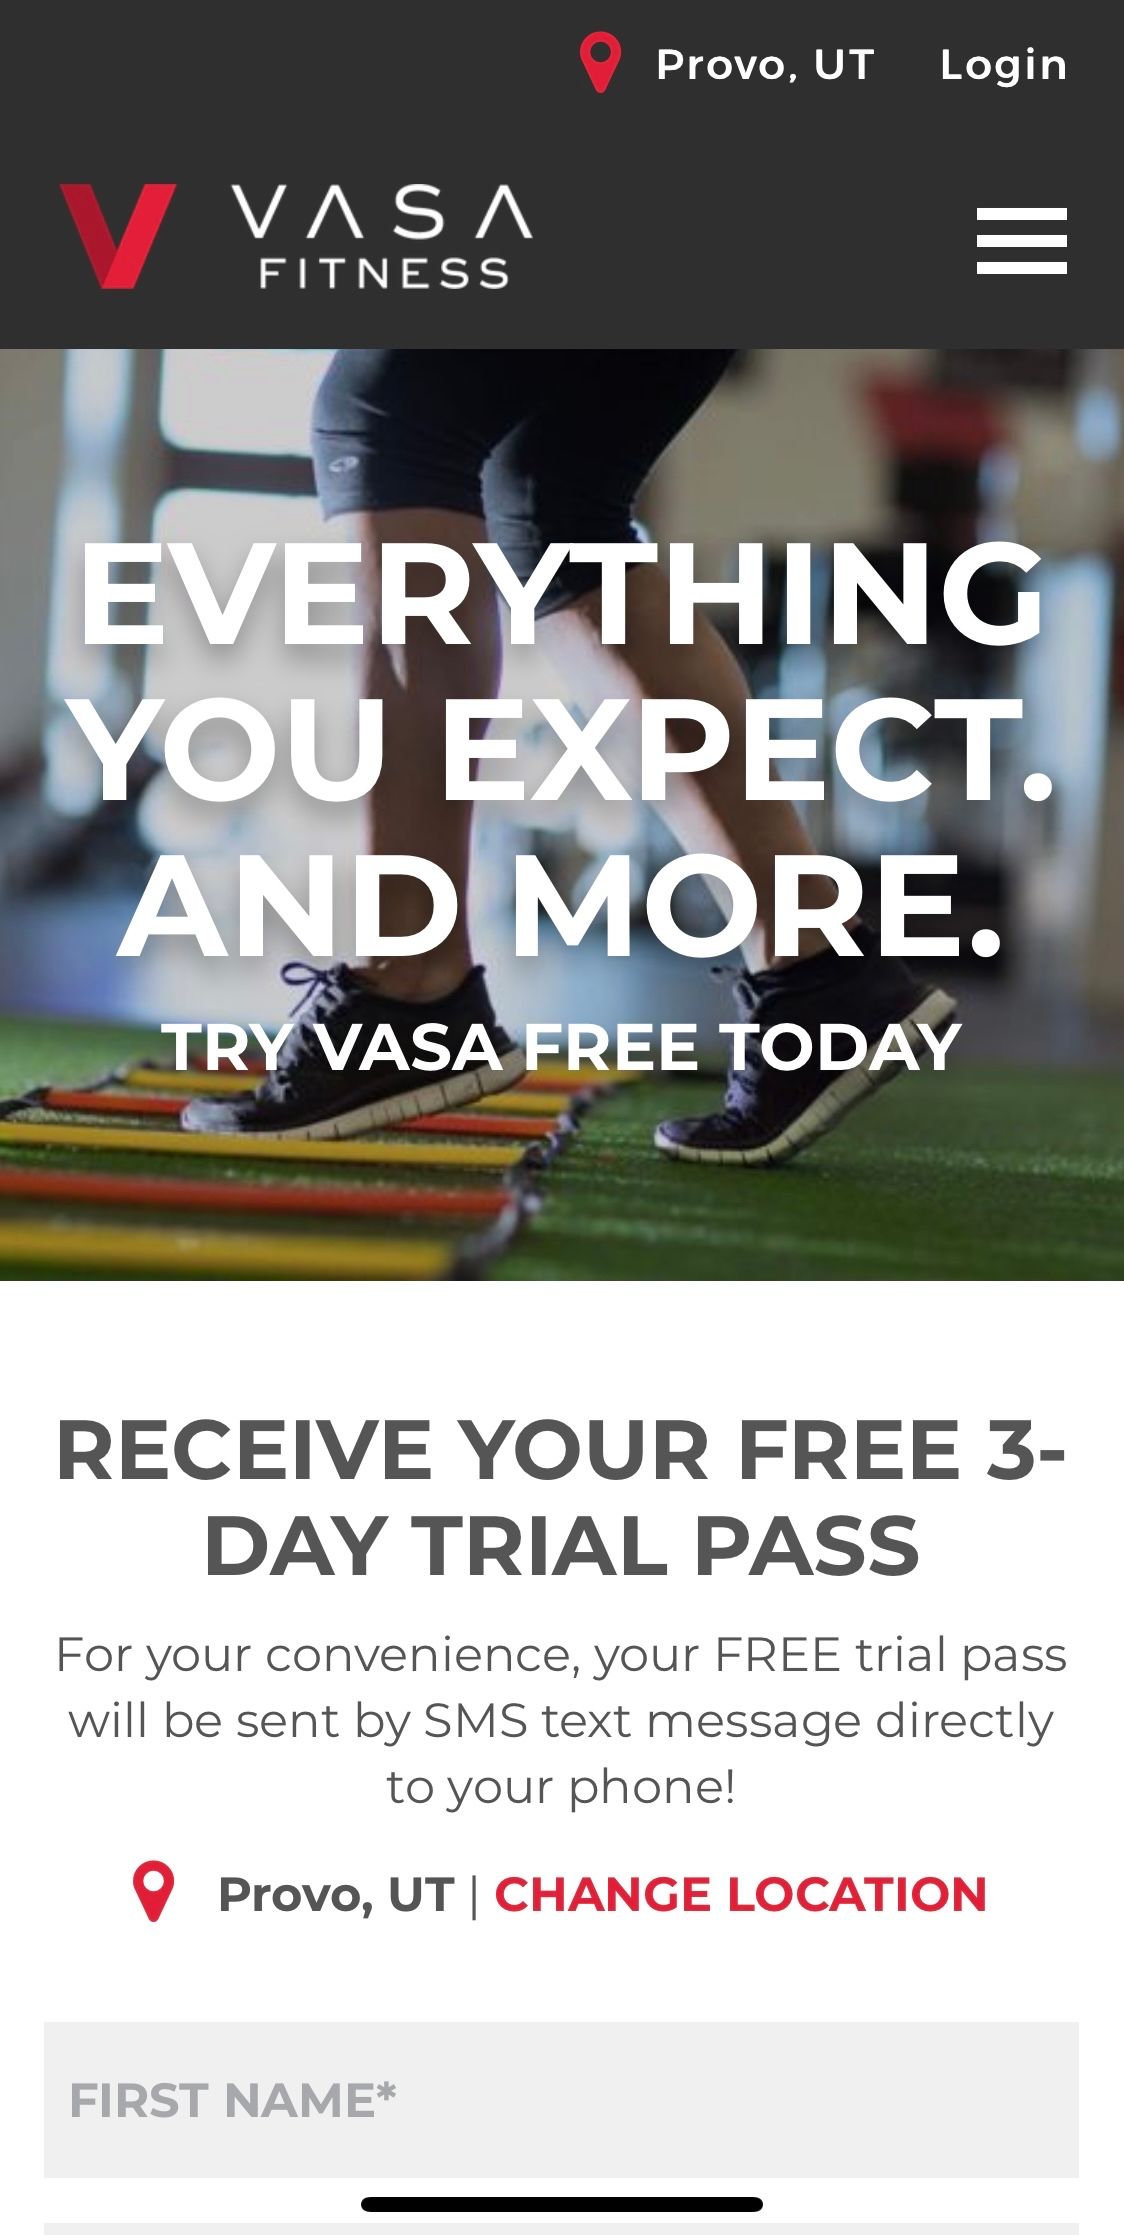 Provo, UT Login
VASA
FITNESS
EVERYTHING
YOU EXPECT.
AND MORE.
TRY VASA FREE TODAY
RECEIVE YOUR FREE 3-
DAY TRIAL PASS
For your convenience, your FREE trial pass
will be sent by SMS text message directly
to your phone!
Provo, UT | CHANGE LOCATION
FIRST NAME*